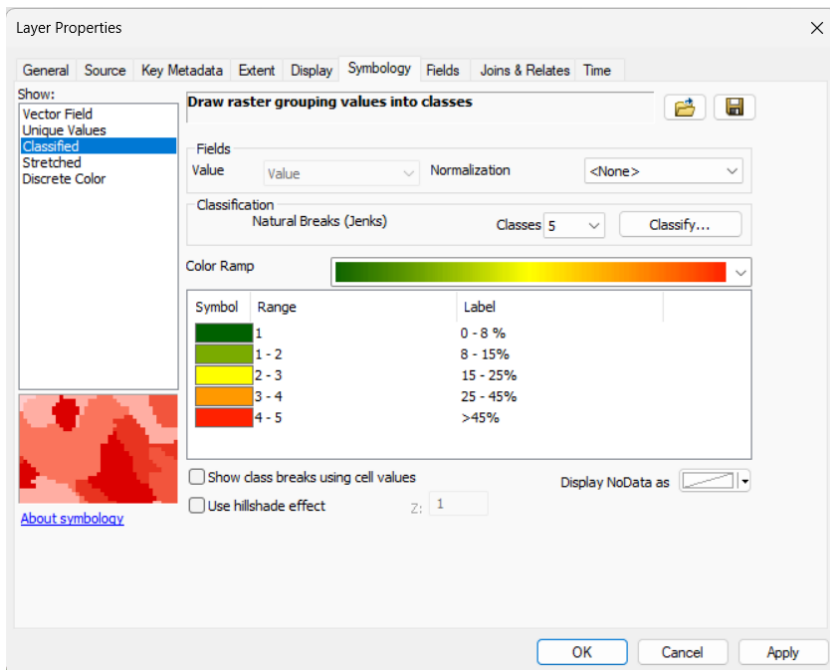 Layer Properties
General Source Key Metadata Extent Display Symbology Fields Joins & Relates Time
Show:
Vector Field
Unique Values
Classified
Stretched
Discrete Color
Draw raster grouping values into classes
Fields
Value Value Normalization <None>
Classification
Natural Breaks (Jenks) Classes 5 Classify...
Color Ramp
Symbol Range Label
1 0 - 8 %
1 - 2 8 - 15%
2 - 3 15 - 25%
3 - 4 25 - 45%
4 - 5 >45%
Show class breaks using cell values
Display NoData as
Use hillshade effect Z: 1
About symbology
OK Cancel Apply